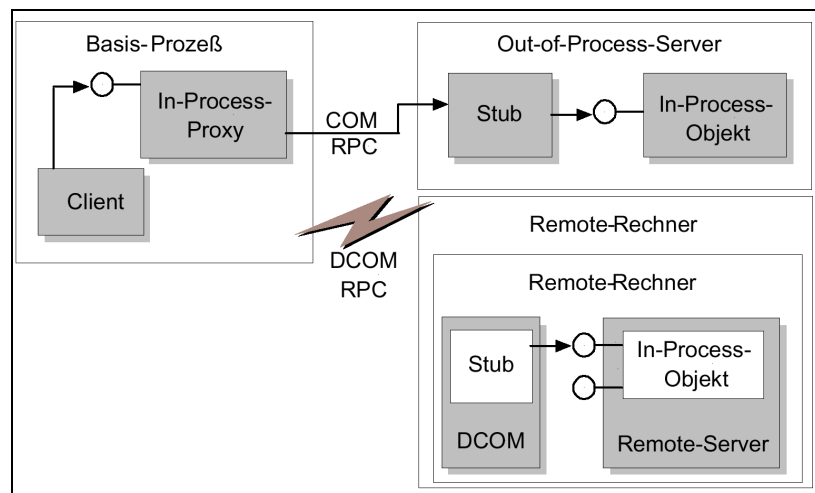 Basis-Prozeß
In-Process-
Proxy
Client
COM
RPC
Out-of-Process-Server
Stub
In-Process-
Objekt
DCOM
RPC
Remote-Rechner
Remote-Rechner
Stub
DCOM
In-Process-
Objekt
Remote-Server